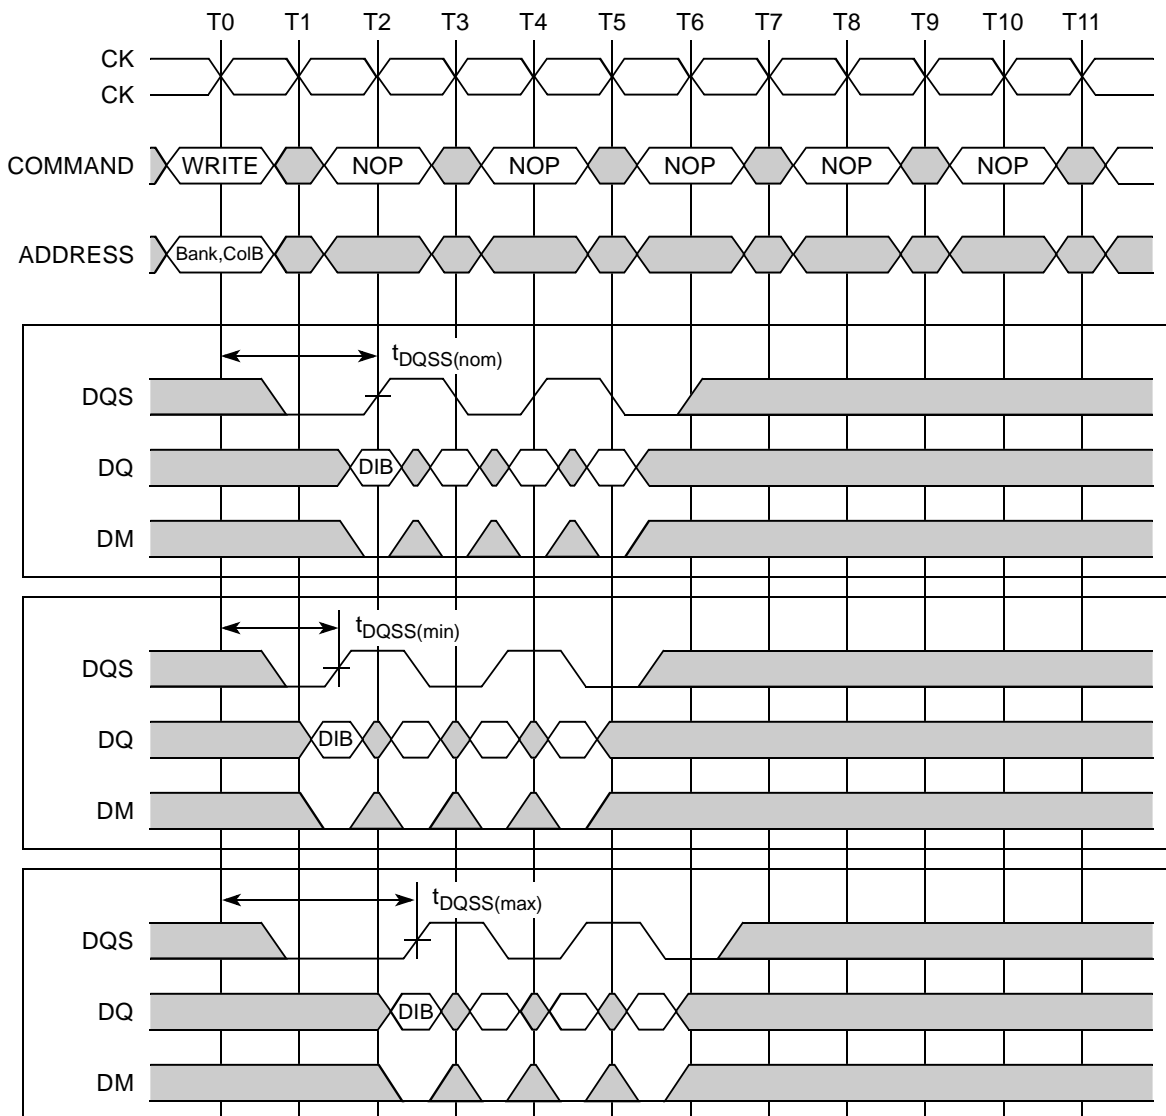 T0 T1 T2 T3 T4 T5 T6 T7 T8 T9 T10 T11
CK
CK
COMMAND WRITE NOP NOP NOP NOP NOP
ADDRESS Bank,ColB
tDQSS(nom)
DQS
DQ DIB
DM
tDQSS(min)
DQS
DQ DIB
DM
tDQSS(max)
DQS
DQ DIB
DM